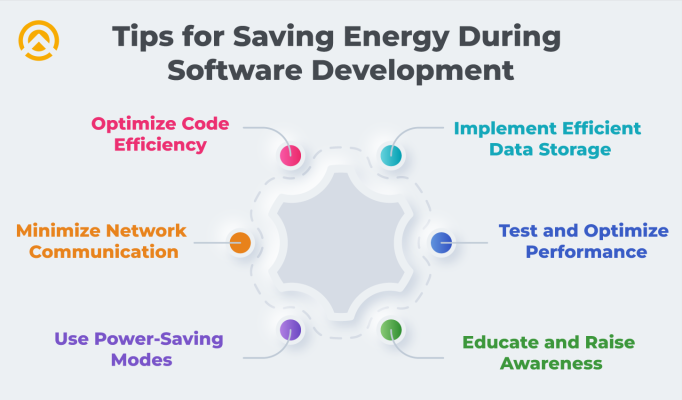 Tips for Saving Energy During
Software Development
Optimize Code
Efficiency
Implement Efficient
Data Storage
Minimize Network
Communication
Test and Optimize
Performance
Use Power-Saving
Modes
Educate and Raise
Awareness